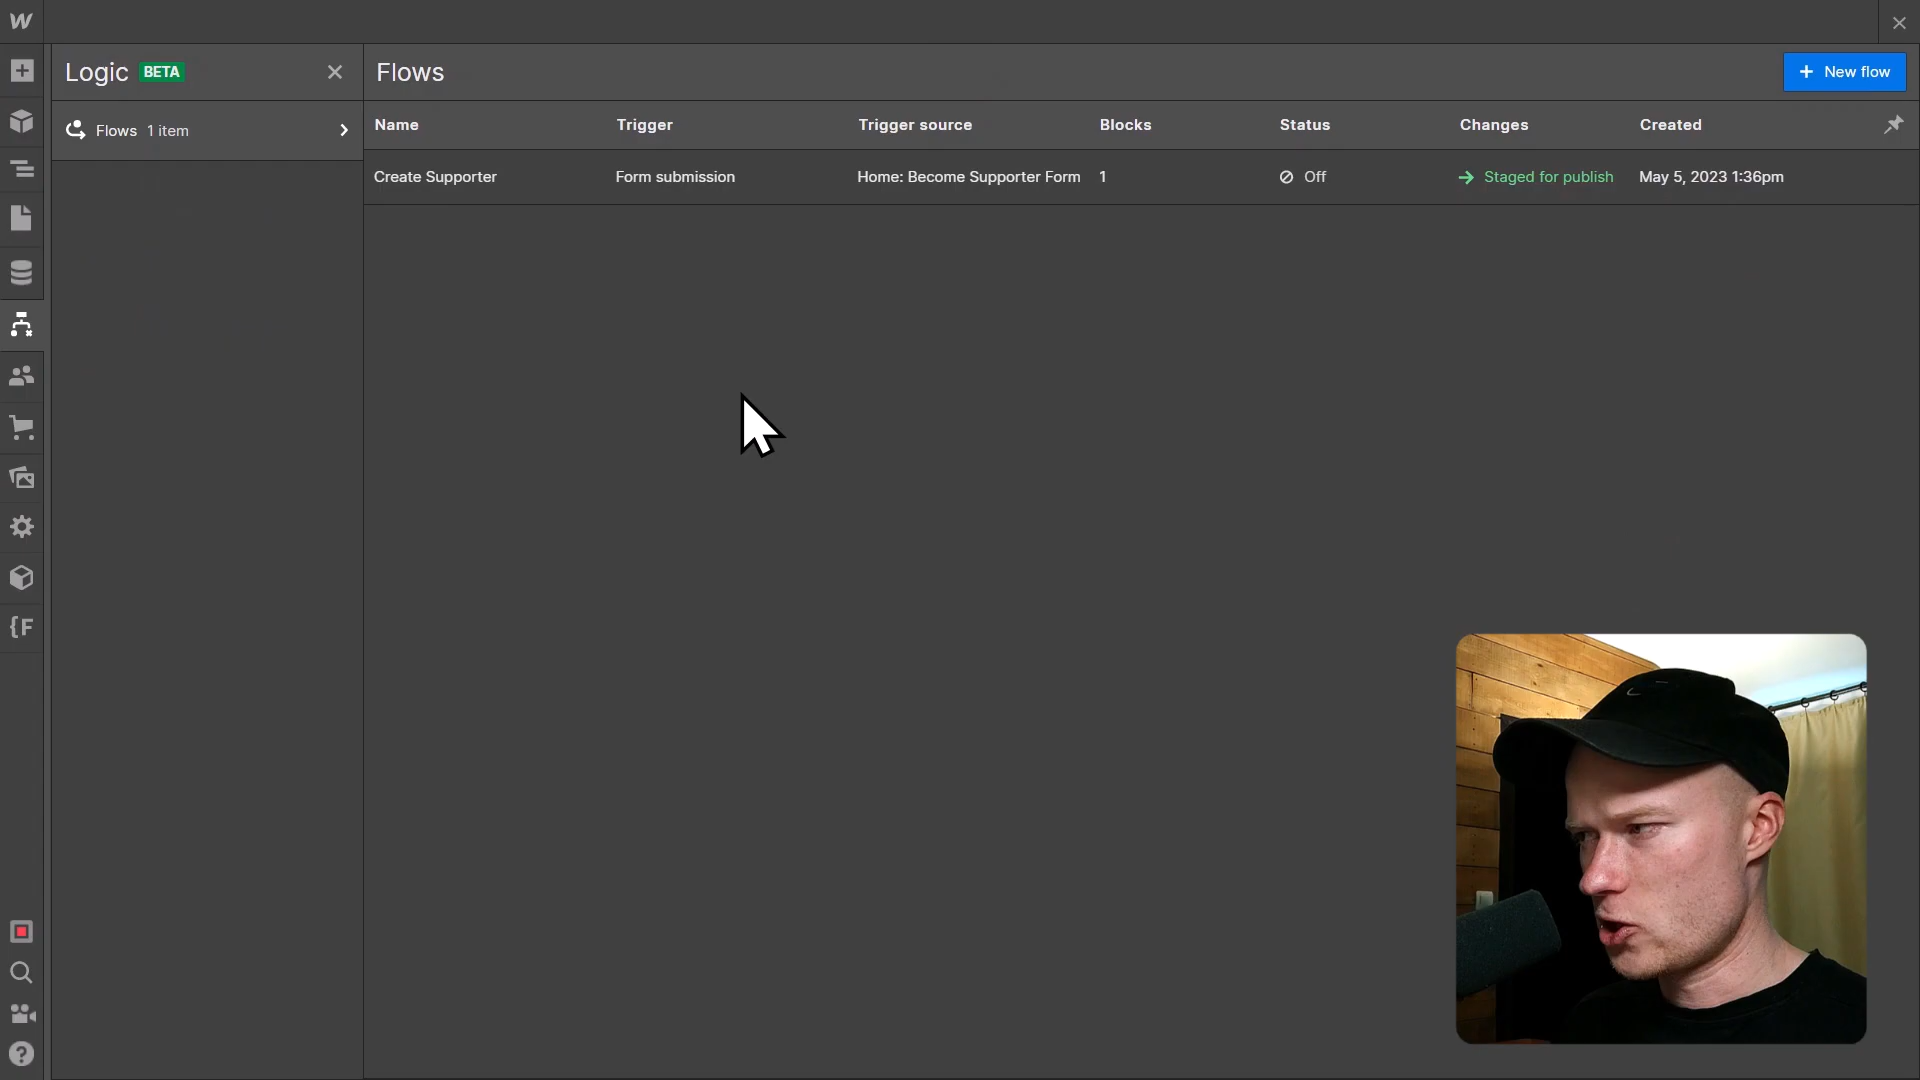 Logic BETA
Flows
+ New flow
Flows 1 item
Name Trigger Trigger source Blocks Status Changes Created
Create Supporter Form submission Home: Become Supporter Form 1 Off Staged for publish May 5, 2023 1:36pm
{F